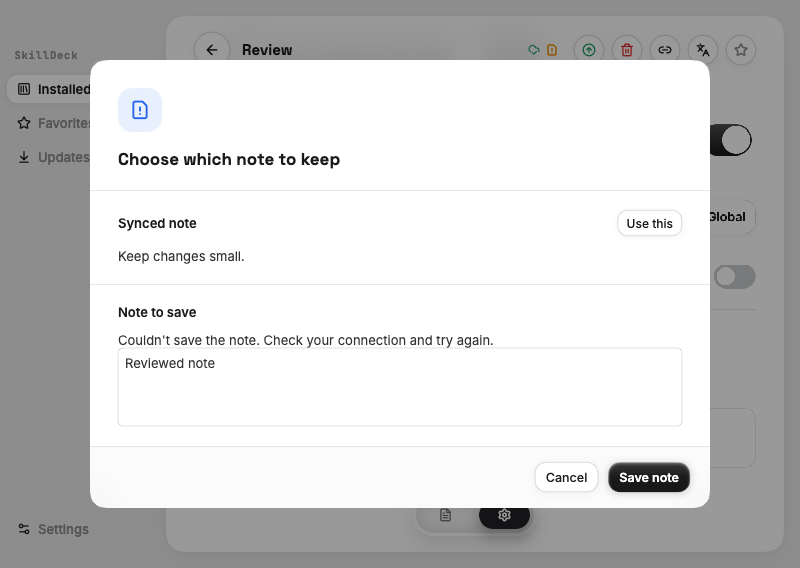 SkillDeck
Review
Installed
Favorites
Updates
Global
Choose which note to keep
Synced note
Use this
Keep changes small.
Note to save
Couldn't save the note. Check your connection and try again.
Reviewed note
Cancel
Save note
Settings